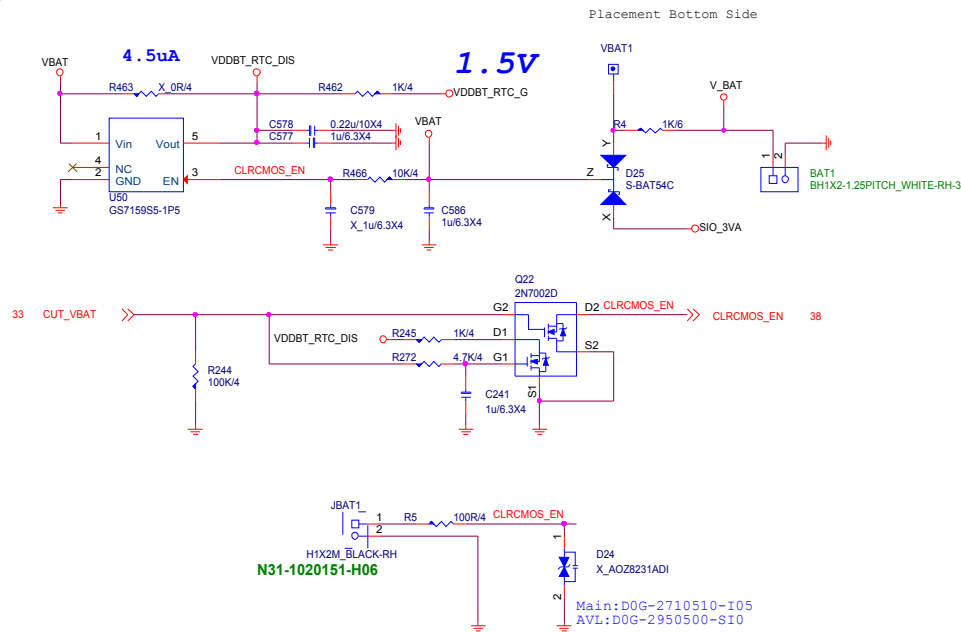 Placement Bottom Side
4.5uA
1.5V
VBAT
VDDBT_RTC_DIS
VBAT1
V_BAT
R463
X_0R/4
R462
1K/4
VDDBT_RTC_G
C578
0.22u/10X4
C577
1u/6.3X4
VBAT
R4
1K/6
1
Vin
Vout
5
4
NC
2
GND
EN
3
U50
GS7159S5-1P5
CLRCMOS_EN
R466
10K/4
C579
X_1u/6.3X4
C586
1u/6.3X4
Y
Z
X
D25
S-BAT54C
SIO_3VA
1
2
BAT1
BH1X2-1.25PITCH_WHITE-RH-3
33
CUT_VBAT
Q22
2N7002D
G2
D2
CLRCMOS_EN
CLRCMOS_EN
38
VDDBT_RTC_DIS
R245
1K/4
D1
S2
R272
4.7K/4
G1
S1
R244
100K/4
C241
1u/6.3X4
JBAT1_
1
2
R5
100R/4
CLRCMOS_EN
H1X2M_BLACK-RH
N31-1020151-H06
1
2
D24
X_AOZ8231ADI
Main:D0G-2710510-I05
AVL:D0G-2950500-SI0